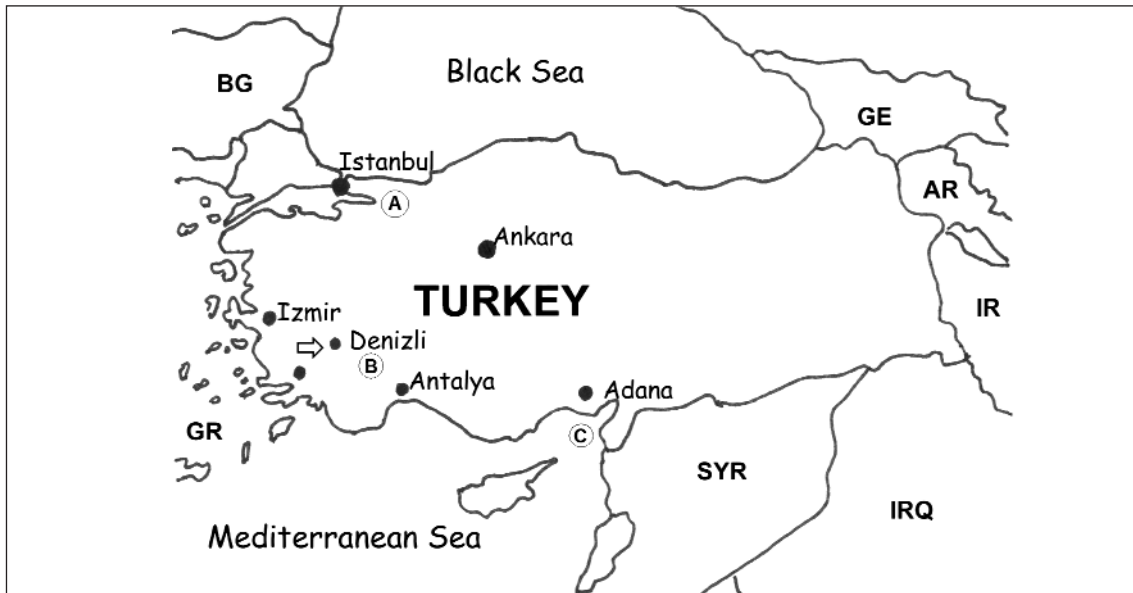 Black Sea
BG
GE
Istanbul
AR
A
Ankara
TURKEY
IR
Izmir
Denizli
B
Antalya
Adana
GR
C
SYR
IRQ
Mediterranean Sea